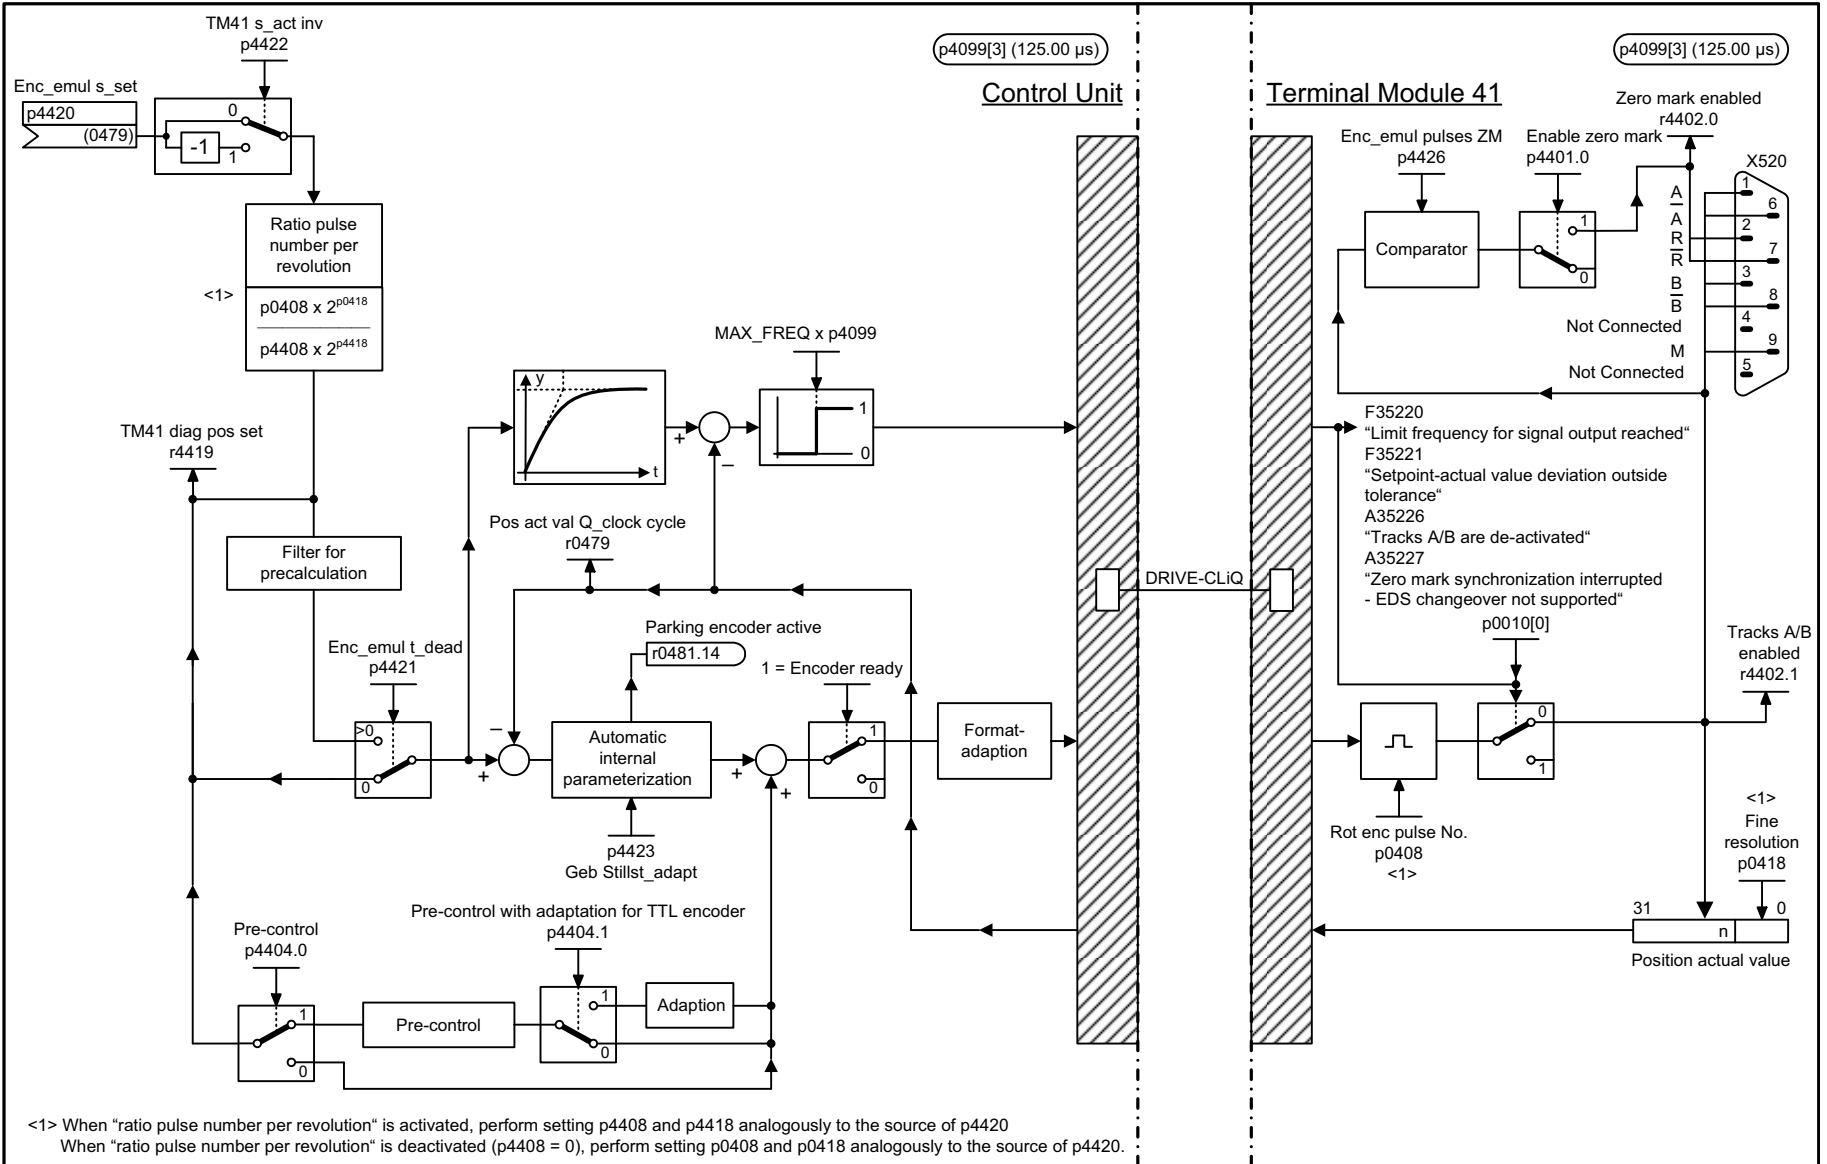 TM41 s_act inv
p4422
Enc_emul s_set
p4420
(0479)
0
-1
1
Ratio pulse
number per
revolution
<1>
p0408 x 2^p0418
p4408 x 2^p4418
TM41 diag pos set
r4419
Filter for
precalculation
Enc_emul t_dead
p4421
>0
0
y
t
+
–
MAX_FREQ x p4099
1
0
Pos act val Q_clock cycle
r0479
Parking encoder active
r0481.14
1 = Encoder ready
–
+
Automatic
internal
parameterization
+
+
1
0
Format-
adaption
p4423
Geb Stillst_adapt
Pre-control with adaptation for TTL encoder
p4404.1
Pre-control
p4404.0
1
0
Pre-control
1
0
Adaption
p4099[3] (125.00 µs)
Control Unit
DRIVE-CLiQ
p4099[3] (125.00 µs)
Terminal Module 41
Zero mark enabled
r4402.0
Enc_emul pulses ZM
p4426
Enable zero mark
p4401.0
Comparator
1
0
X520
A
A
R
R
B
B
Not Connected
M
Not Connected
1
6
2
7
3
8
4
9
5
F35220
“Limit frequency for signal output reached“
F35221
“Setpoint-actual value deviation outside
tolerance“
A35226
“Tracks A/B are de-activated“
A35227
“Zero mark synchronization interrupted
- EDS changeover not supported“
p0010[0]
Tracks A/B
enabled
r4402.1
0
1
Rot enc pulse No.
p0408
<1>
<1>
Fine
resolution
p0418
31
0
n
Position actual value
<1> When “ratio pulse number per revolution“ is activated, perform setting p4408 and p4418 analogously to the source of p4420
When “ratio pulse number per revolution“ is deactivated (p4408 = 0), perform setting p0408 and p0418 analogously to the source of p4420.